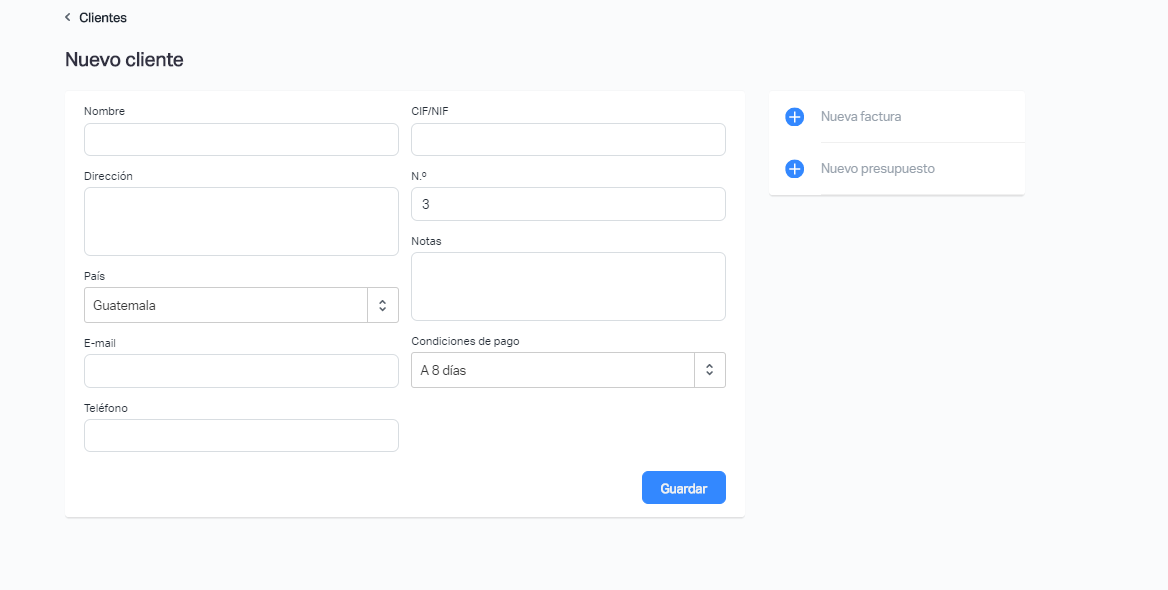 Clientes
Nuevo cliente
Nombre
CIF/NIF
Dirección
N.º
3
Notas
País
Guatemala
E-mail
Condiciones de pago
A 8 días
Teléfono
Guardar
Nueva factura
Nuevo presupuesto